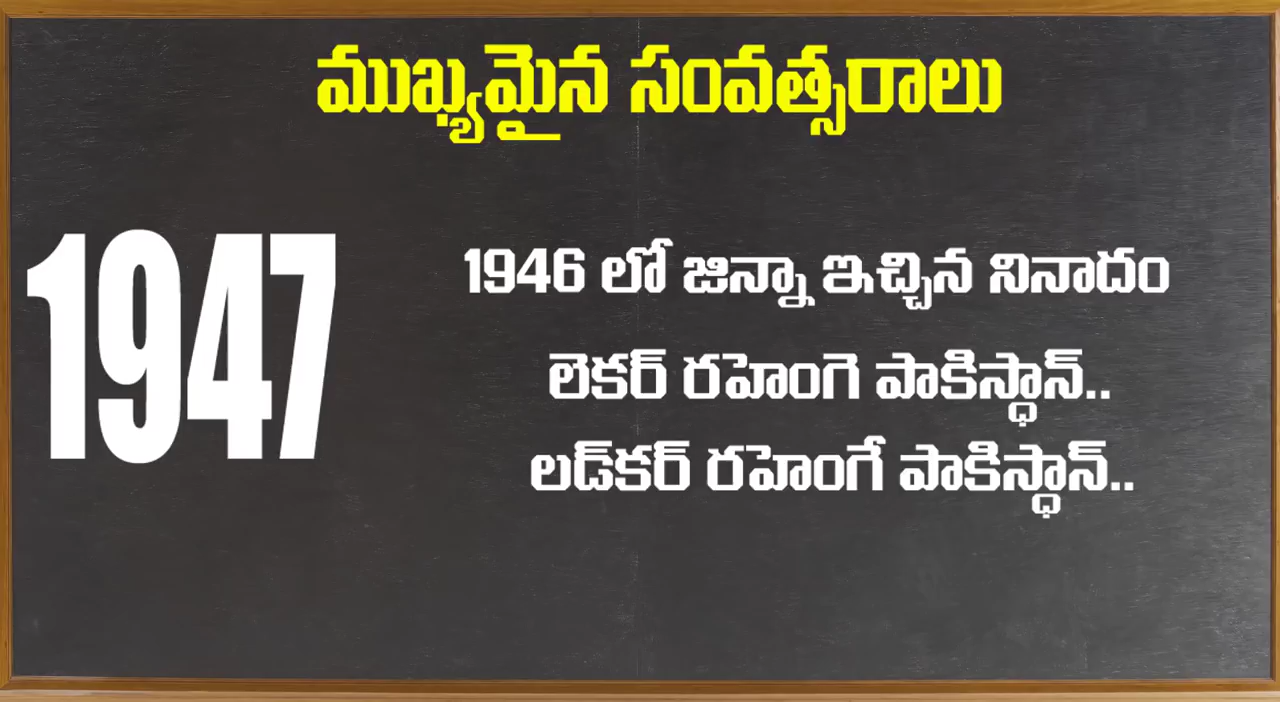 ముఖ్యమైన సంవత్సరాలు
1947
1946 లో జిన్నా ఇచ్చిన నినాదం
లెకర్ రహెంగె పాకిస్థాన్..
లడ్‌కర్ రహెంగే పాకిస్థాన్..